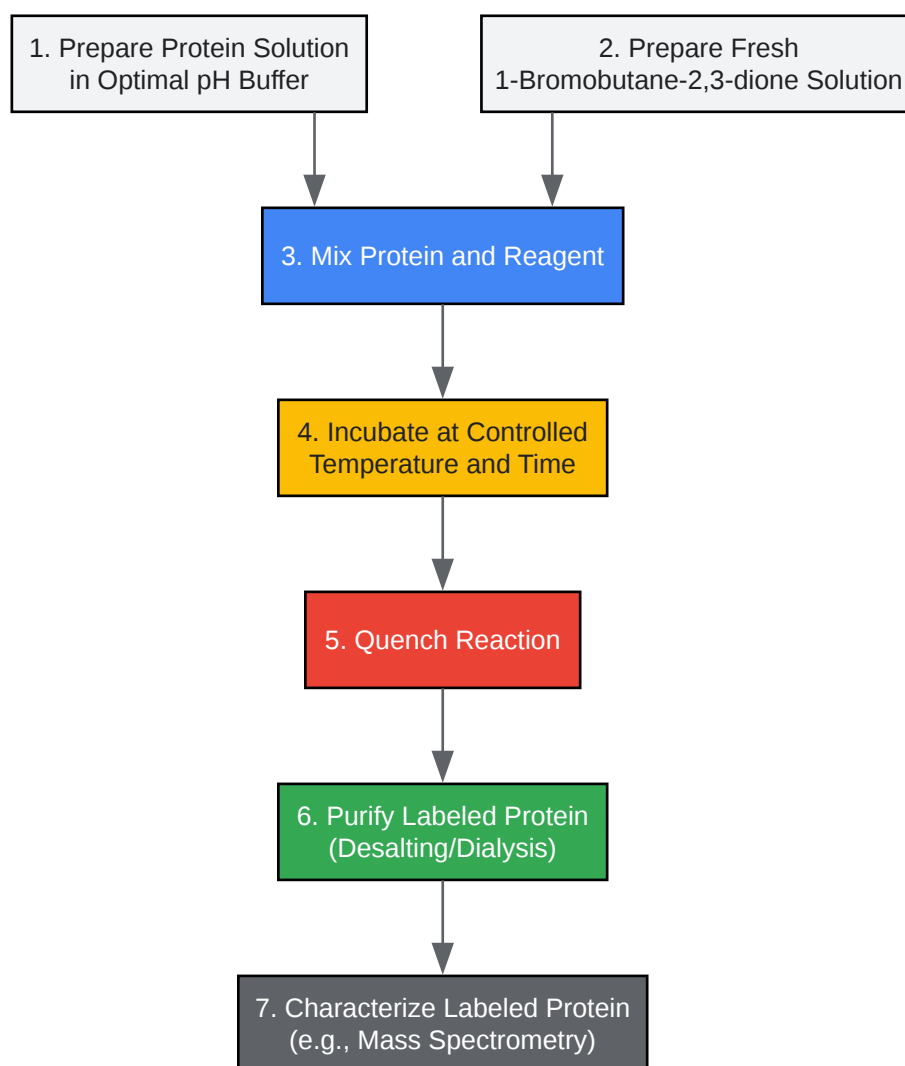 1. Prepare Protein Solution
in Optimal pH Buffer
2. Prepare Fresh
1-Bromobutane-2,3-dione Solution
3. Mix Protein and Reagent
4. Incubate at Controlled
Temperature and Time
5. Quench Reaction
6. Purify Labeled Protein
(Desalting/Dialysis)
7. Characterize Labeled Protein
(e.g., Mass Spectrometry)